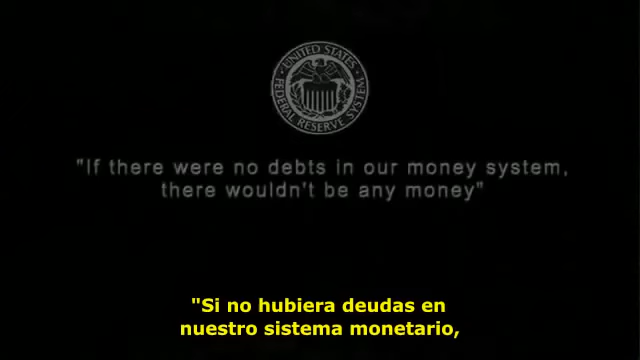 UNITED STATES
FEDERAL RESERVE SYSTEM
"If there were no debts in our money system,
there wouldn't be any money"
"Si no hubiera deudas en
nuestro sistema monetario,